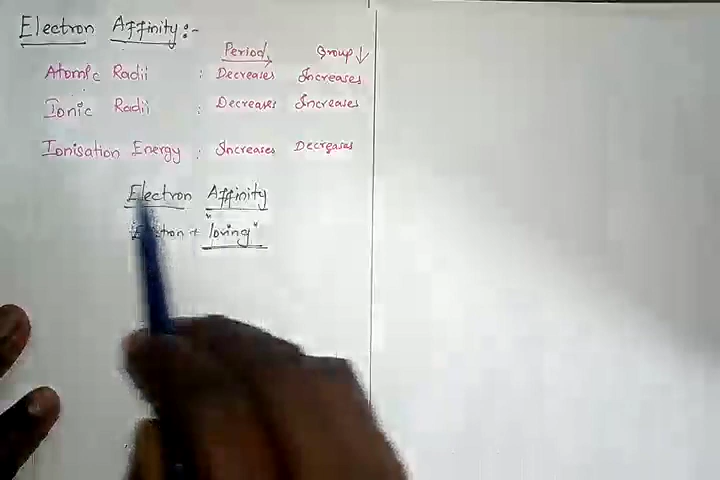 Electron Affinity:-
Period Group ↓
Atomic Radii : Decreases Increases
Ionic Radii : Decreases Increases
Ionisation Energy : Increases Decreases
Electron Affinity
+ "loving"